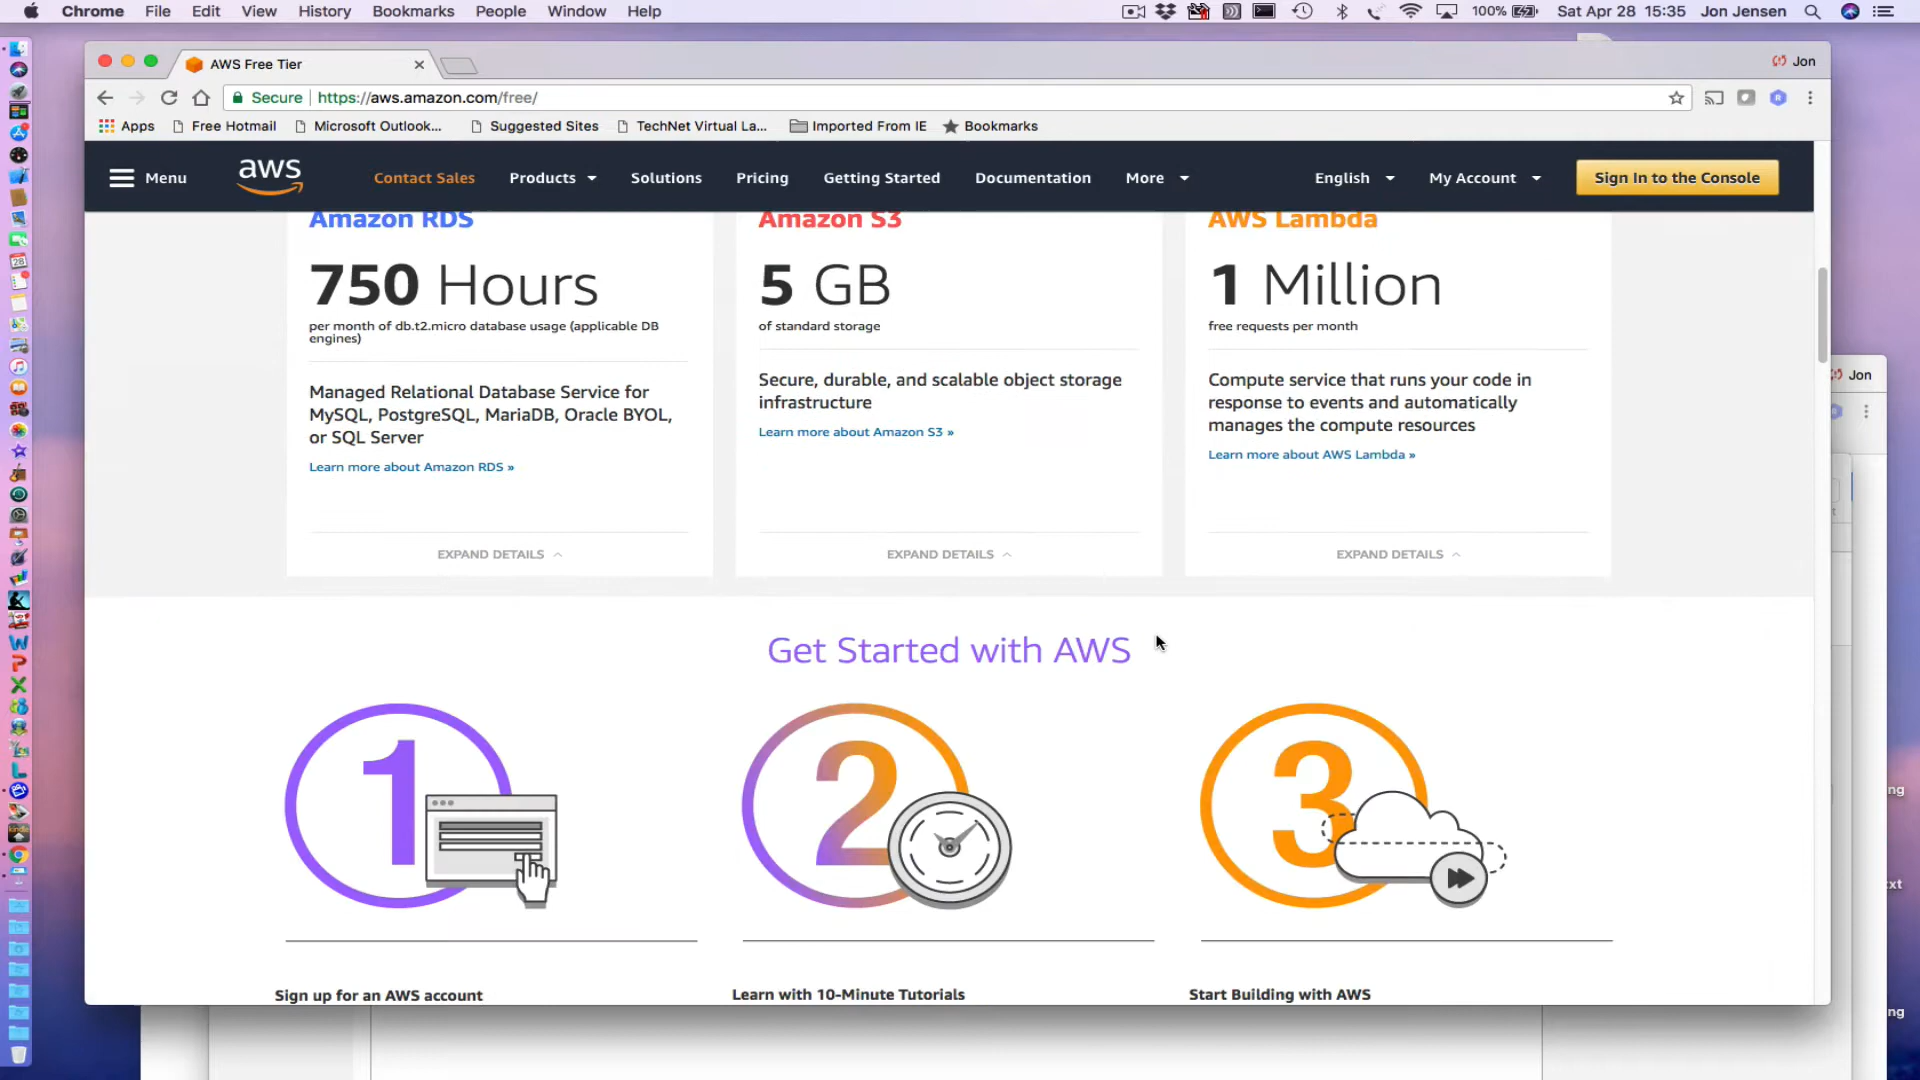 Chrome File Edit View History Bookmarks People Window Help 100% Sat Apr 28 15:35 Jon Jensen
AWS Free Tier Jon
Secure https://aws.amazon.com/free/
Apps Free Hotmail Microsoft Outlook... Suggested Sites TechNet Virtual La... Imported From IE Bookmarks
Menu aws Contact Sales Products Solutions Pricing Getting Started Documentation More English My Account Sign In to the Console
Amazon RDS
750 Hours
per month of db.t2.micro database usage (applicable DB
engines)
Managed Relational Database Service for
MySQL, PostgreSQL, MariaDB, Oracle BYOL,
or SQL Server
Learn more about Amazon RDS »
EXPAND DETAILS
Amazon S3
5 GB
of standard storage
Secure, durable, and scalable object storage
infrastructure
Learn more about Amazon S3 »
EXPAND DETAILS
AWS Lambda
1 Million
free requests per month
Compute service that runs your code in
response to events and automatically
manages the compute resources
Learn more about AWS Lambda »
EXPAND DETAILS
Jon
Get Started with AWS
1
2
3
Sign up for an AWS account
Learn with 10-Minute Tutorials
Start Building with AWS